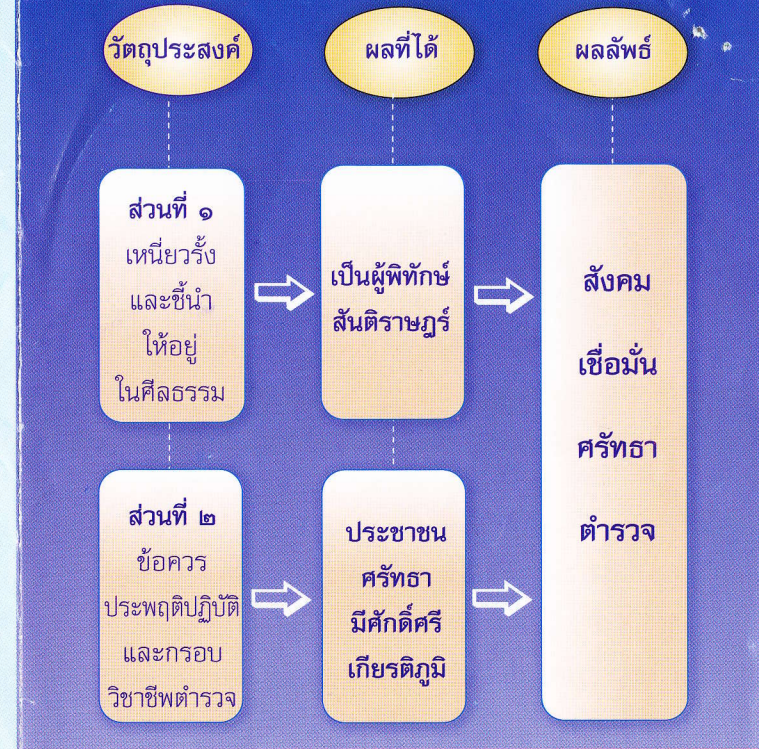 วัตถุประสงค์
ผลที่ได้
ผลลัพธ์
ส่วนที่ ๑
เหนี่ยวรั้ง
และชี้นำ
ให้อยู่
ในศีลธรรม
เป็นผู้พิทักษ์
สันติราษฎร์
สังคม
เชื่อมั่น
ศรัทธา
ตำรวจ
ส่วนที่ ๒
ข้อควร
ประพฤติปฏิบัติ
และกรอบ
วิชาชีพตำรวจ
ประชาชน
ศรัทธา
มีศักดิ์ศรี
เกียรติภูมิ